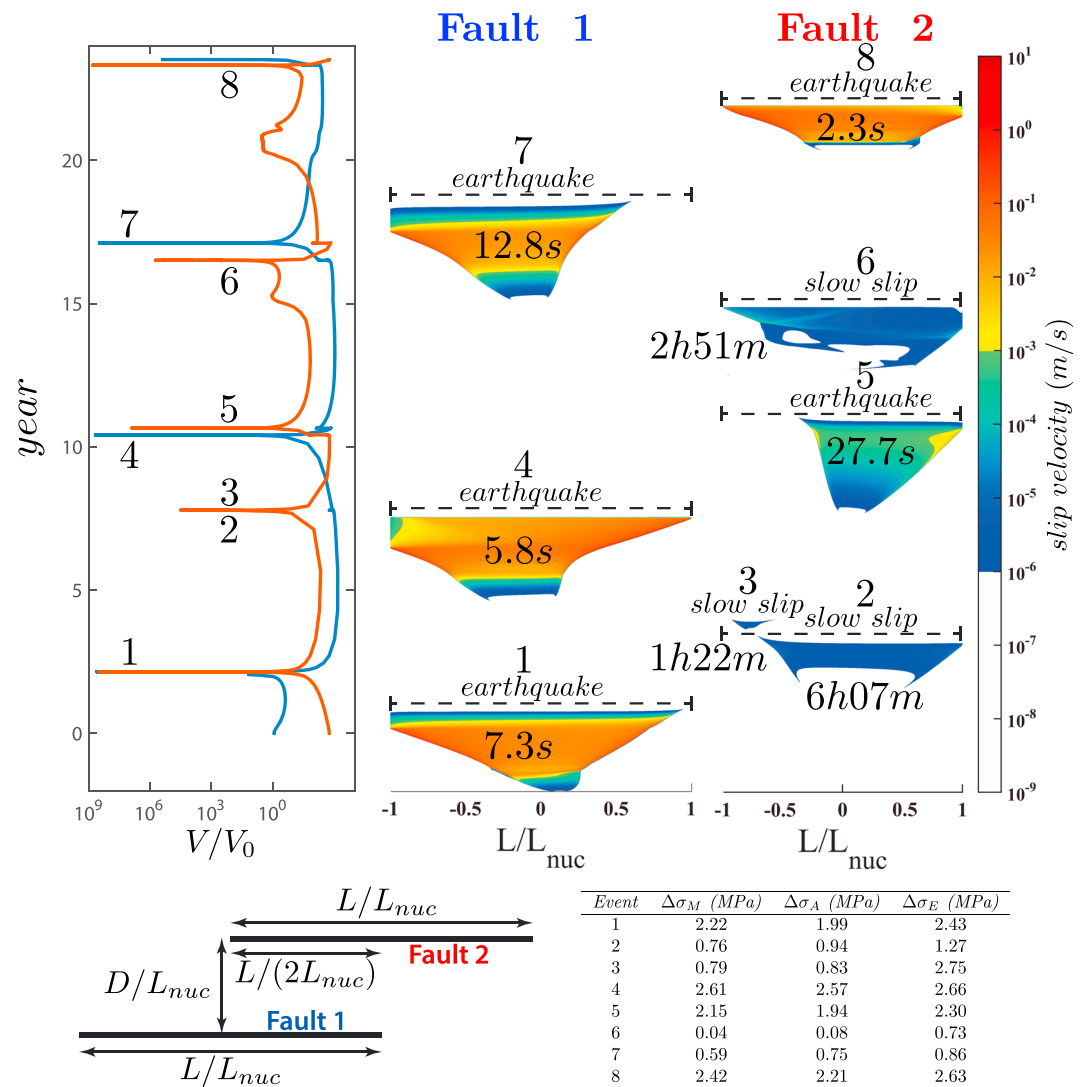 Fault 1
Fault 2
year
20
15
10
5
0
8
7
6
5
4
3
2
1
10^9
10^6
10^3
10^0
V/V_0
7
earthquake
12.8s
4
earthquake
5.8s
1
earthquake
7.3s
-1
-0.5
0
0.5
1
L/L_nuc
8
earthquake
2.3s
6
slow slip
2h51m
5
earthquake
27.7s
3
slow slip
2
slow slip
1h22m
6h07m
-1
-0.5
0
0.5
1
L/L_nuc
10^1
10^0
10^-1
10^-2
10^-3
10^-4
10^-5
10^-6
10^-7
10^-8
10^-9
slip velocity (m/s)
L/L_nuc
Fault 2
L/(2L_nuc)
D/L_nuc
Fault 1
L/L_nuc
Event Δσ_M (MPa) Δσ_A (MPa) Δσ_E (MPa)
1 2.22 1.99 2.43
2 0.76 0.94 1.27
3 0.79 0.83 2.75
4 2.61 2.57 2.66
5 2.15 1.94 2.30
6 0.04 0.08 0.73
7 0.59 0.75 0.86
8 2.42 2.21 2.63